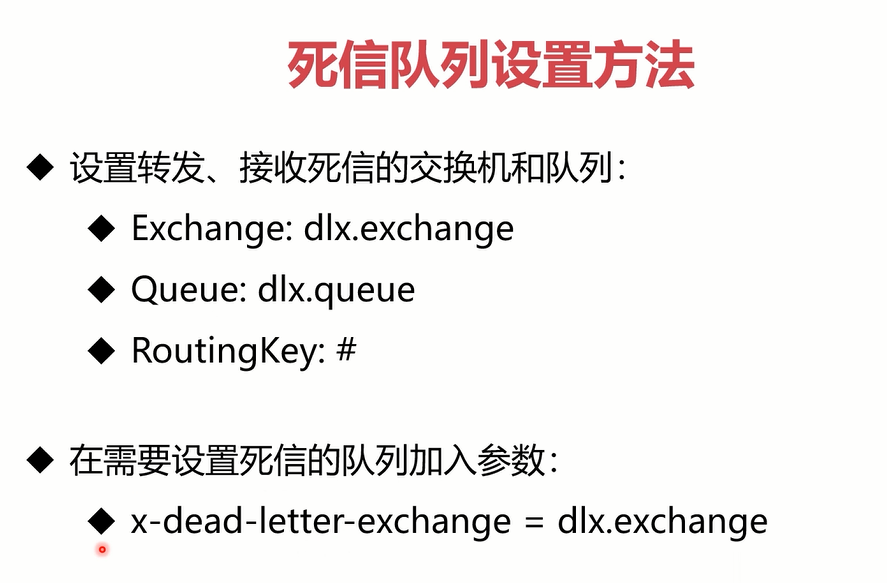 死信队列设置方法
设置转发、接收死信的交换机和队列：
Exchange: dlx.exchange
Queue: dlx.queue
RoutingKey: #
在需要设置死信的队列加入参数：
x-dead-letter-exchange = dlx.exchange